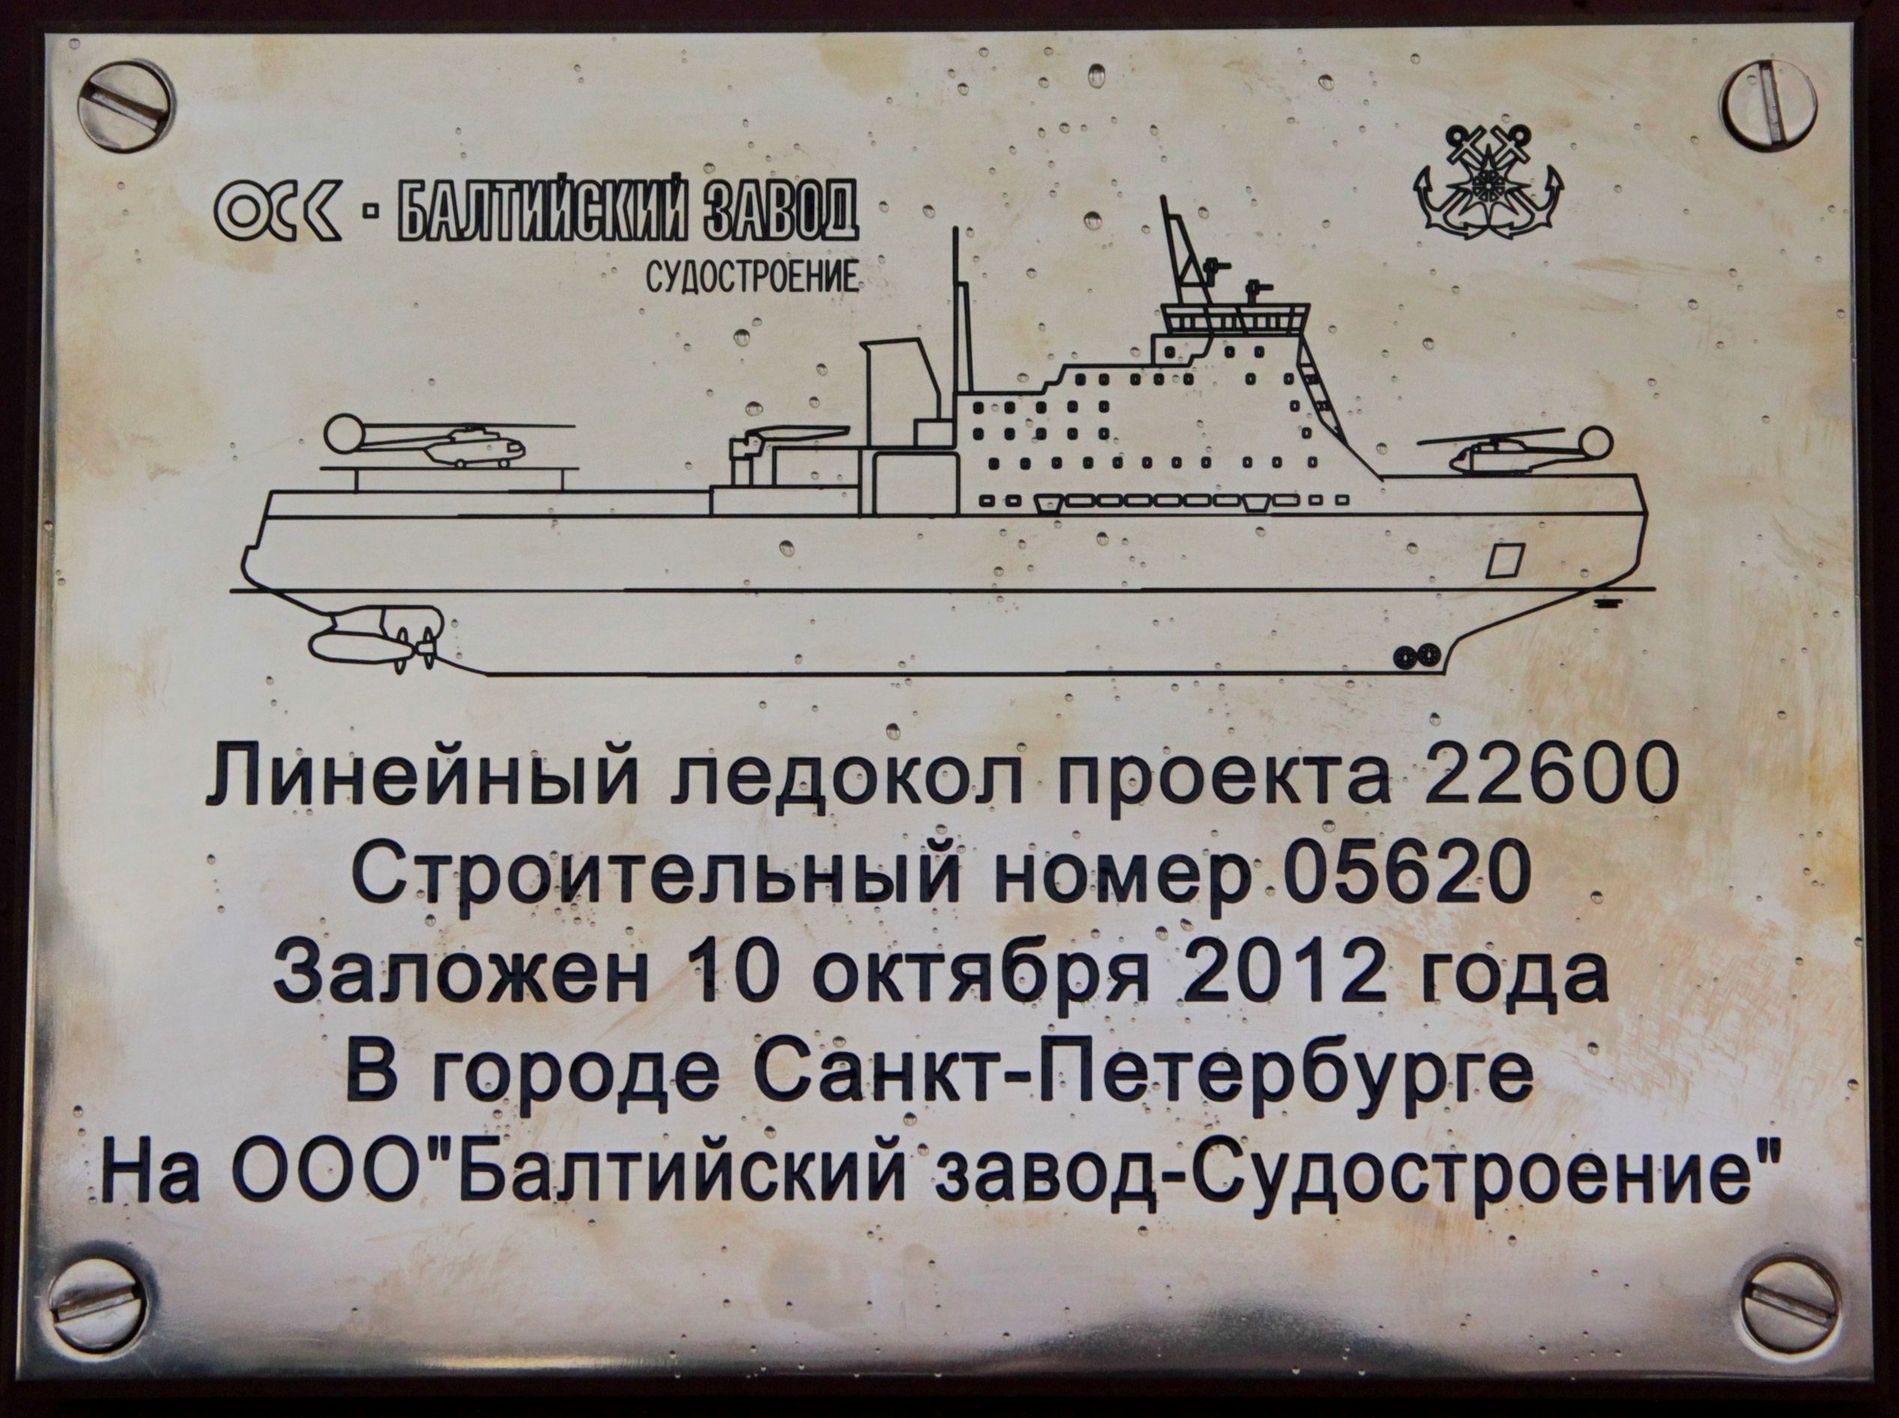 ОСК - БАЛТИЙСКИЙ ЗАВОД
СУДОСТРОЕНИЕ
Линейный ледокол проекта 22600
Строительный номер 05620
Заложен 10 октября 2012 года
В городе Санкт-Петербурге
На ООО"Балтийский завод-Судостроение"